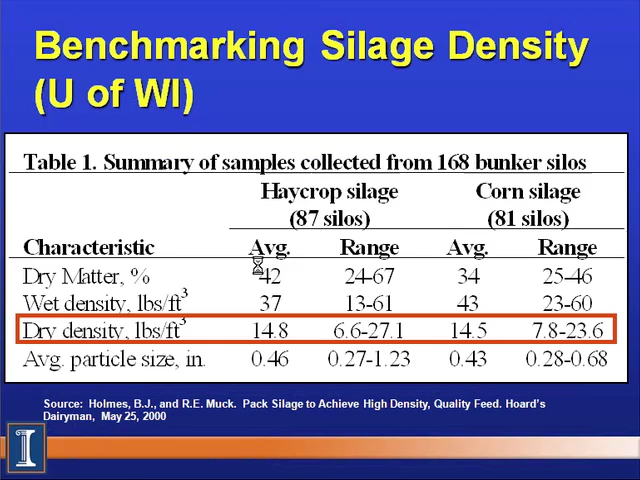 Benchmarking Silage Density
(U of WI)
Table 1. Summary of samples collected from 168 bunker silos
Haycrop silage Corn silage
(87 silos) (81 silos)
Characteristic Avg. Range Avg. Range
Dry Matter, % 42 24-67 34 25-46
Wet density, lbs/ft³ 37 13-61 43 23-60
Dry density, lbs/ft³ 14.8 6.6-27.1 14.5 7.8-23.6
Avg. particle size, in. 0.46 0.27-1.23 0.43 0.28-0.68
Source: Holmes, B.J., and R.E. Muck. Pack Silage to Achieve High Density, Quality Feed. Hoard's
Dairyman, May 25, 2000
I